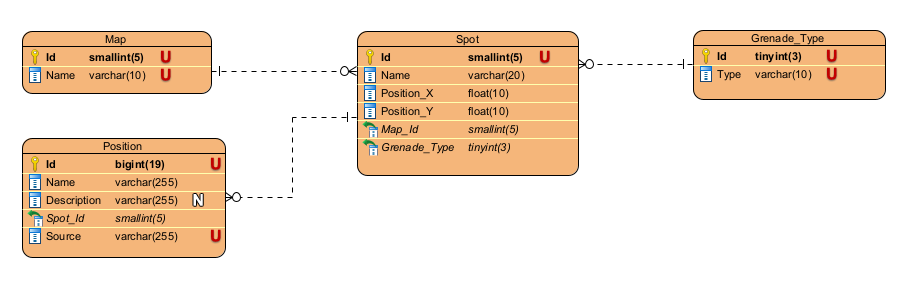 Map
Id smallint(5) U
Name varchar(10) U
Spot
Id smallint(5) U
Name varchar(20)
Position_X float(10)
Position_Y float(10)
Map_Id smallint(5)
Grenade_Type tinyint(3)
Grenade_Type
Id tinyint(3) U
Type varchar(10) U
Position
Id bigint(19) U
Name varchar(255)
Description varchar(255) N
Spot_Id smallint(5)
Source varchar(255) U